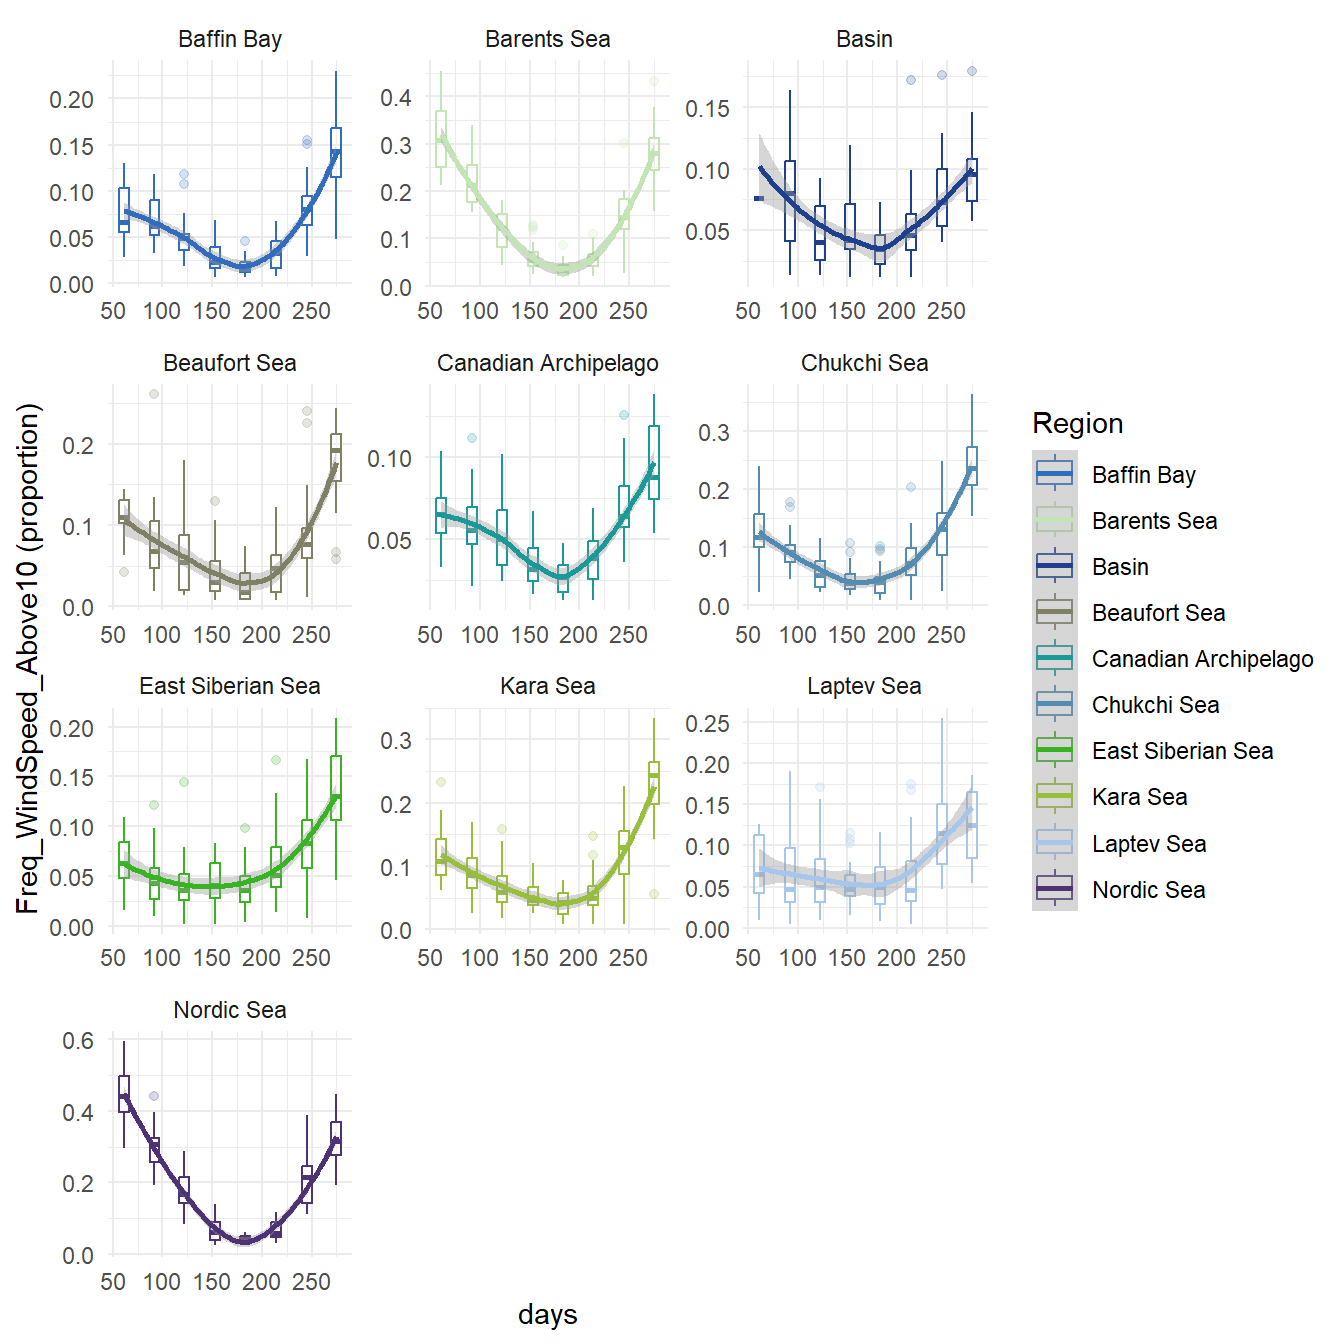 Baffin Bay
Barents Sea
Basin
0.20
0.15
0.10
0.05
0.00
0.4
0.3
0.2
0.1
0.0
0.15
0.10
0.05
50 100 150 200 250
50 100 150 200 250
50 100 150 200 250
Beaufort Sea
Canadian Archipelago
Chukchi Sea
0.2
0.1
0.0
0.10
0.05
0.3
0.2
0.1
0.0
50 100 150 200 250
50 100 150 200 250
50 100 150 200 250
East Siberian Sea
Kara Sea
Laptev Sea
0.20
0.15
0.10
0.05
0.00
0.3
0.2
0.1
0.0
0.25
0.20
0.15
0.10
0.05
0.00
50 100 150 200 250
50 100 150 200 250
50 100 150 200 250
Nordic Sea
0.6
0.4
0.2
0.0
50 100 150 200 250
days
Freq_WindSpeed_Above10 (proportion)
Region
Baffin Bay
Barents Sea
Basin
Beaufort Sea
Canadian Archipelago
Chukchi Sea
East Siberian Sea
Kara Sea
Laptev Sea
Nordic Sea